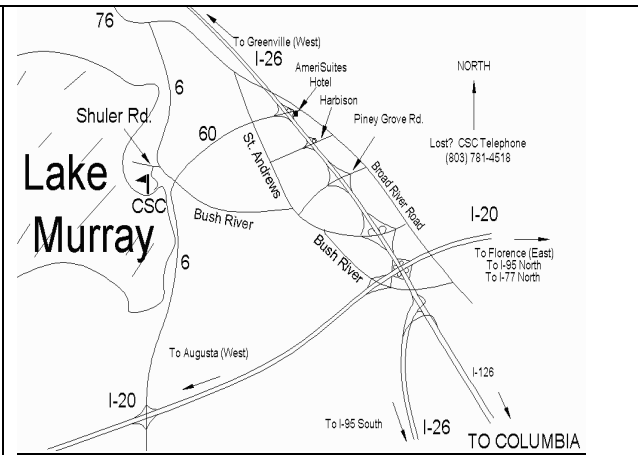 76
To Greenville (West)
I-26
AmeriSuites
Hotel
NORTH
6
Harbison
Shuler Rd.
60
Piney Grove Rd.
Lost? CSC Telephone
(803) 781-4518
St. Andrews
Broad River Road
Lake
Murray
CSC
Bush River
Bush River
I-20
To Florence (East)
To I-95 North
To I-77 North
6
To Augusta (West)
I-126
I-20
To I-95 South
I-26
TO COLUMBIA